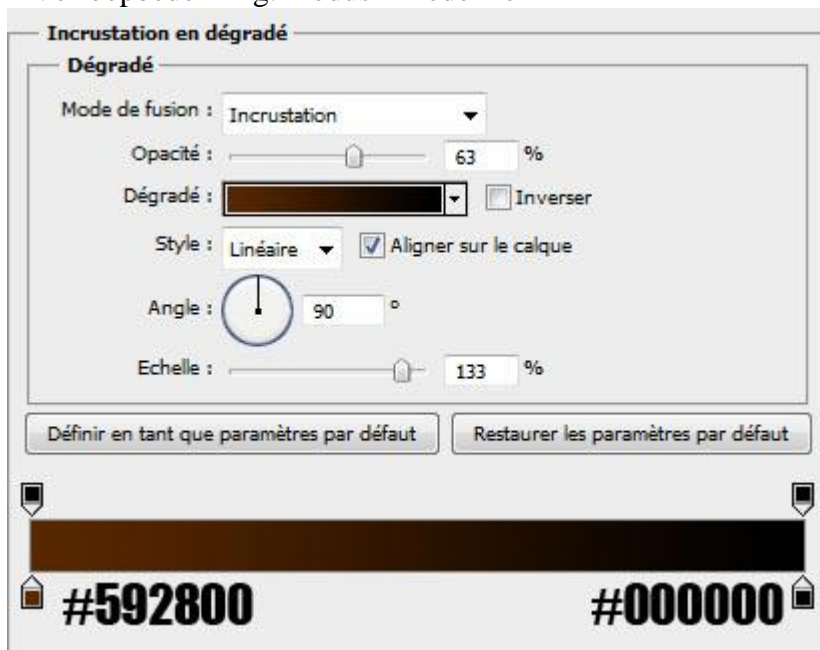 Incrustation en dégradé
Dégradé
Mode de fusion : Incrustation
Opacité : 63 %
Dégradé : Inverser
Style : Linéaire Aligner sur le calque
Angle : 90 °
Echelle : 133 %
Définir en tant que paramètres par défaut Restaurer les paramètres par défaut
#592800 #000000